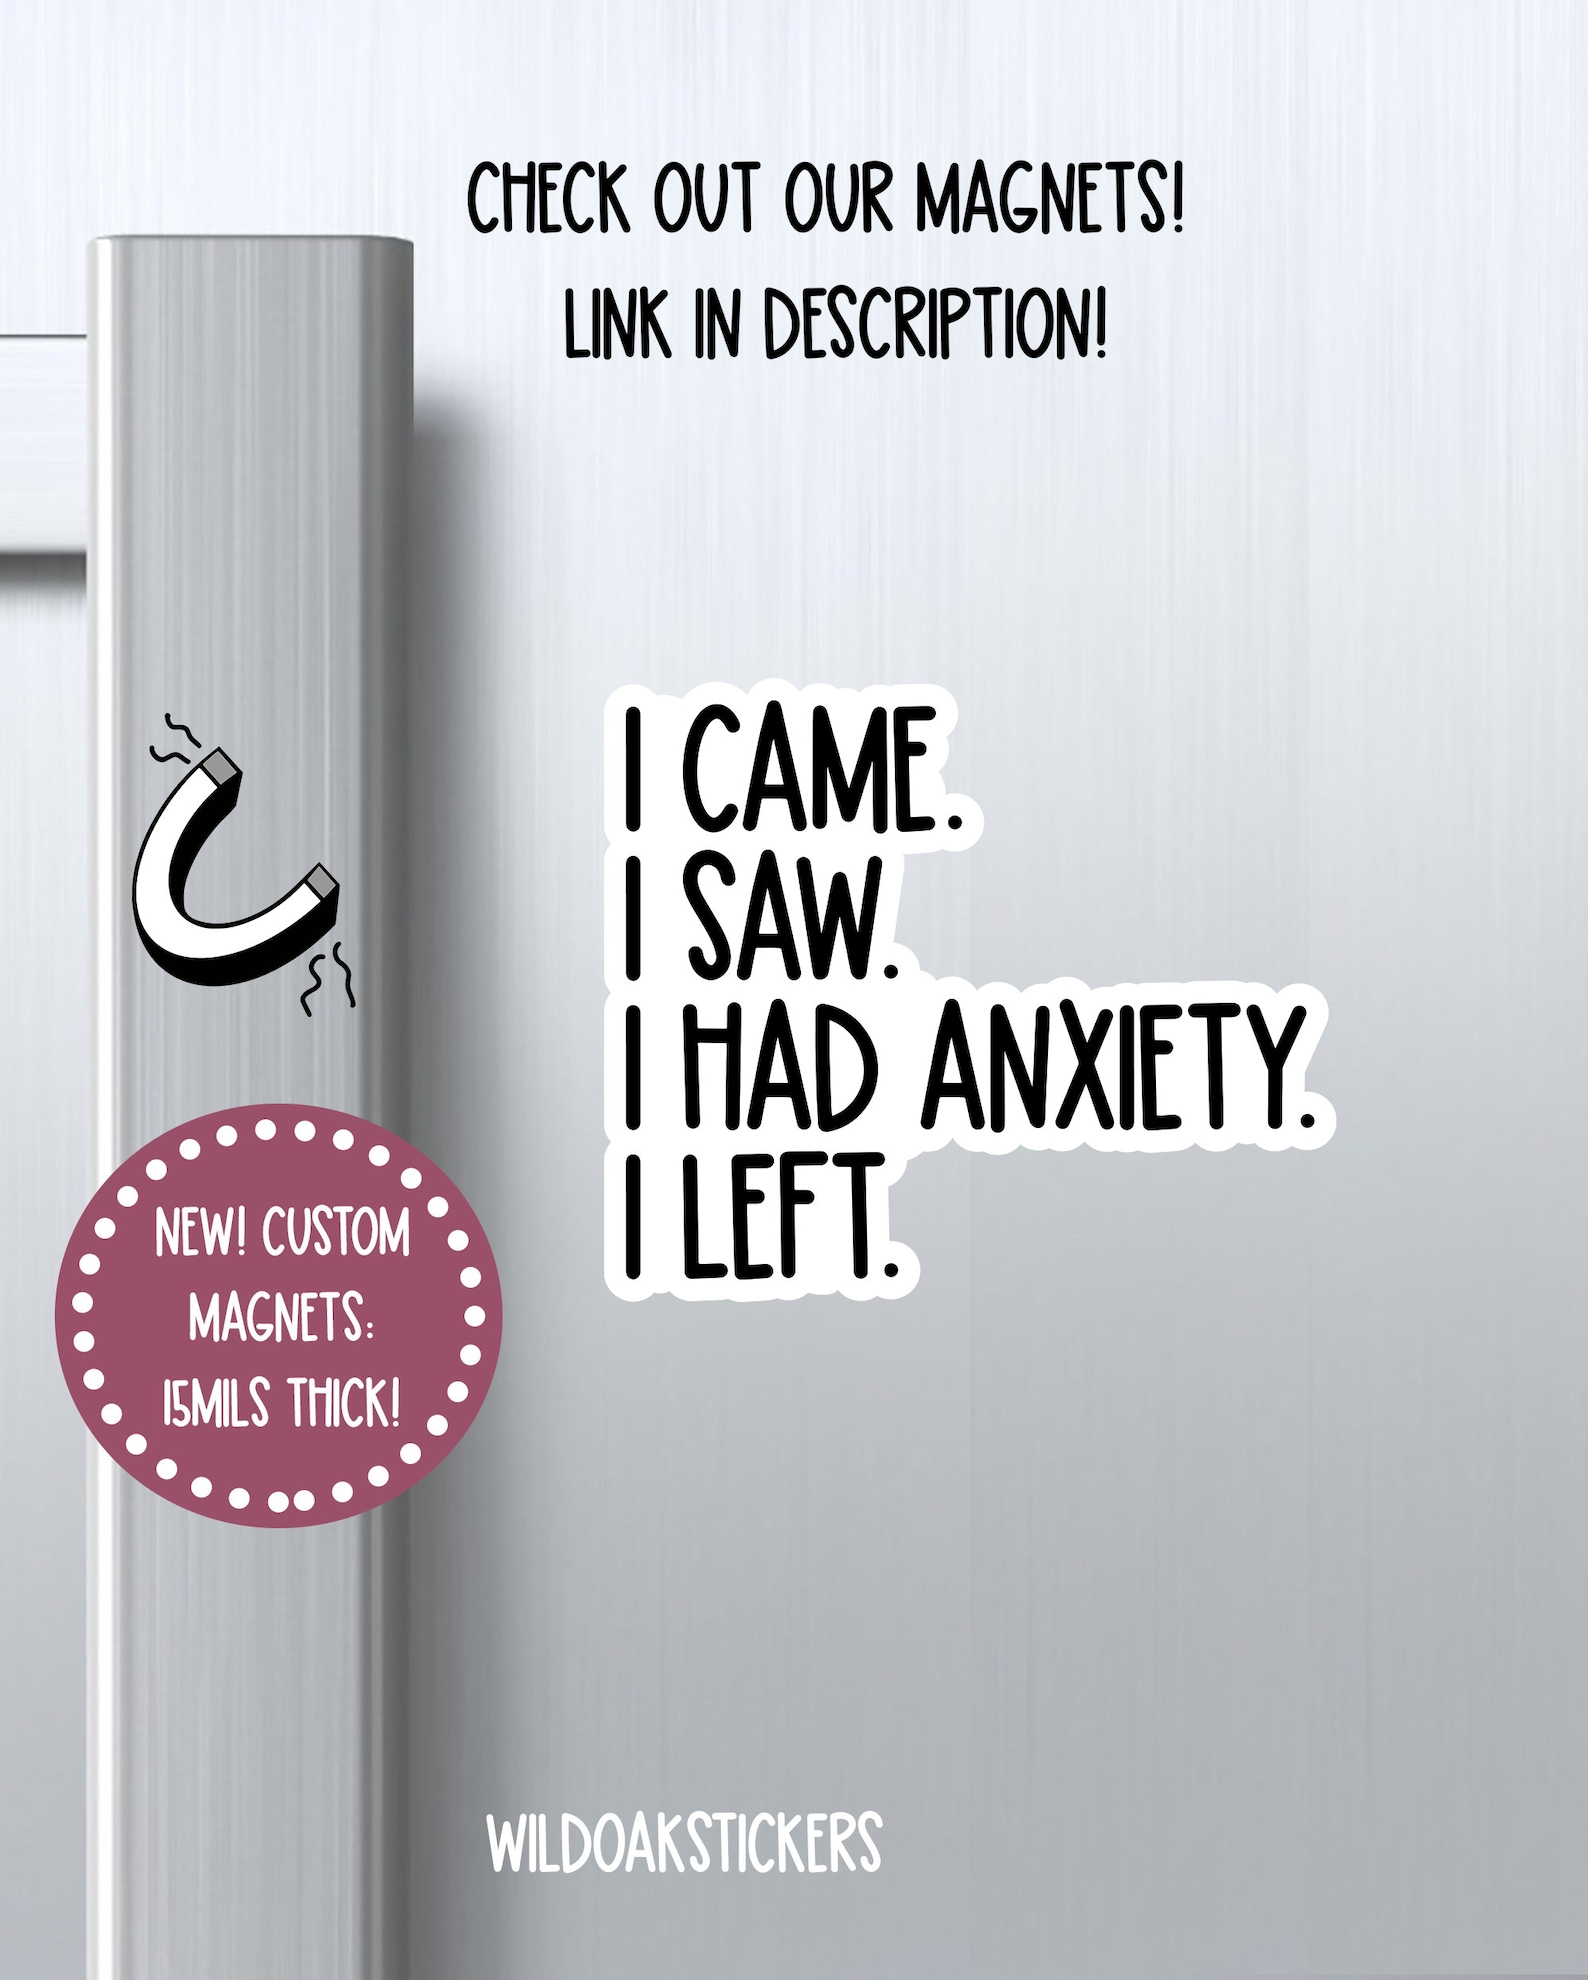 CHECK OUT OUR MAGNETS!
LINK IN DESCRIPTION!
I CAME.
I SAW.
I HAD ANXIETY.
I LEFT.
NEW! CUSTOM
MAGNETS:
15MILS THICK!
WILDOAKSTICKERS